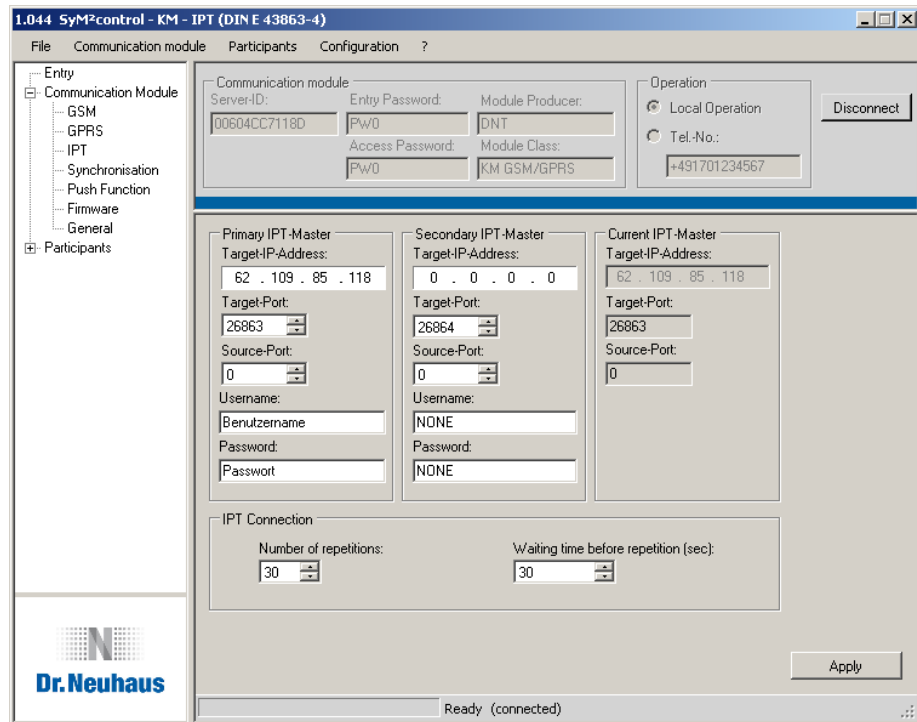 1.044 SyM²control - KM - IPT (DIN E 43863-4)
File Communication module Participants Configuration ?
Entry
Communication Module
GSM
GPRS
IPT
Synchronisation
Push Function
Firmware
General
Participants
Communication module
Server-ID: Entry Password: Module Producer:
00604CC7118D PW0 DNT
Access Password: Module Class:
PW0 KM GSM/GPRS
Operation
Local Operation
Tel.-No.:
+491701234567
Disconnect
Primary IPT-Master
Target-IP-Address:
62 . 109 . 85 . 118
Target-Port:
26863
Source-Port:
0
Username:
Benutzername
Password:
Passwort
Secondary IPT-Master
Target-IP-Address:
0 . 0 . 0 . 0
Target-Port:
26864
Source-Port:
0
Username:
NONE
Password:
NONE
Current IPT-Master
Target-IP-Address:
62 . 109 . 85 . 118
Target-Port:
26863
Source-Port:
0
IPT Connection
Number of repetitions: Waiting time before repetition (sec):
30 30
Apply
N
Dr.Neuhaus
Ready (connected)